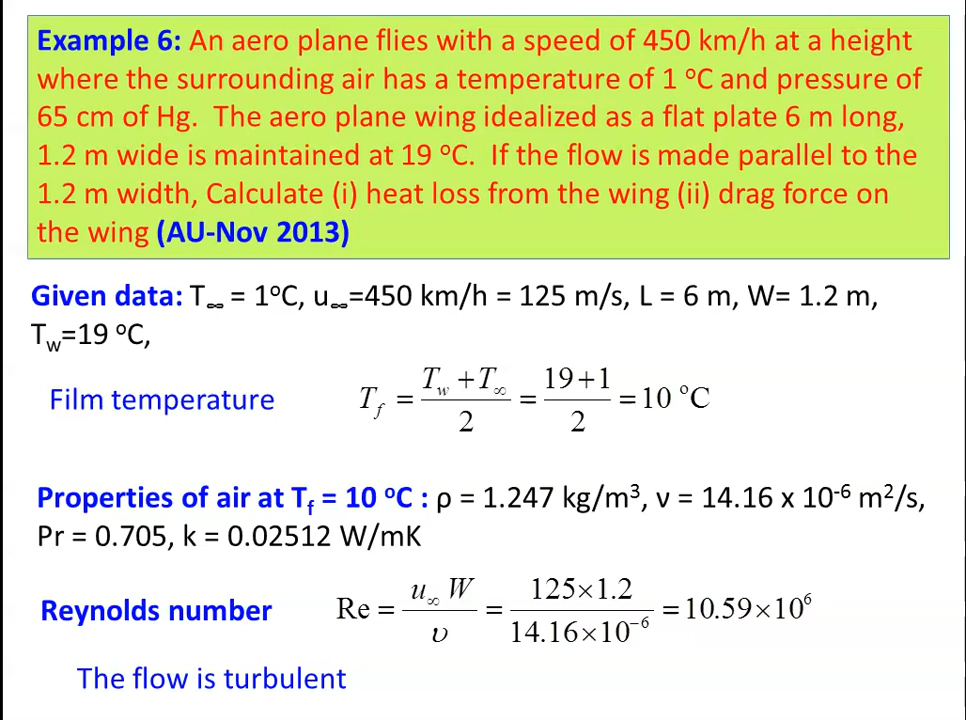 Example 6: An aero plane flies with a speed of 450 km/h at a height
where the surrounding air has a temperature of 1 ºC and pressure of
65 cm of Hg. The aero plane wing idealized as a flat plate 6 m long,
1.2 m wide is maintained at 19 ºC. If the flow is made parallel to the
1.2 m width, Calculate (i) heat loss from the wing (ii) drag force on
the wing (AU-Nov 2013)
Given data: T∞ = 1ºC, u∞=450 km/h = 125 m/s, L = 6 m, W= 1.2 m,
Tw=19 ºC,
Film temperature T_f = (T_w + T_∞)/2 = (19+1)/2 = 10 ºC
Properties of air at Tf = 10 ºC : ρ = 1.247 kg/m³, ν = 14.16 x 10⁻⁶ m²/s,
Pr = 0.705, k = 0.02512 W/mK
Reynolds number Re = (u_∞ W)/υ = (125×1.2)/(14.16×10⁻⁶) = 10.59×10⁶
The flow is turbulent